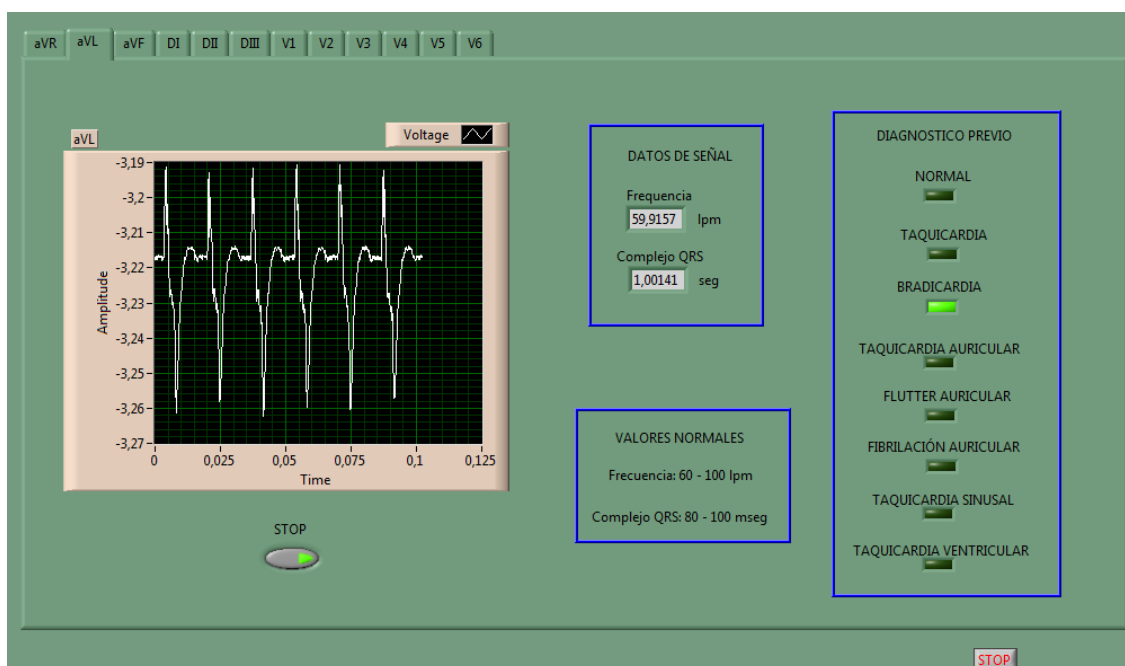 aVR aVL aVF DI DII DIII V1 V2 V3 V4 V5 V6
aVL
Voltage
-3,19
-3,2
-3,21
-3,22
-3,23
-3,24
-3,25
-3,26
-3,27
Amplitude
0 0,025 0,05 0,075 0,1 0,125
Time
STOP
DATOS DE SEÑAL
Frequencia
59,9157 lpm
Complejo QRS
1,00141 seg
VALORES NORMALES
Frecuencia: 60 - 100 lpm
Complejo QRS: 80 - 100 mseg
DIAGNOSTICO PREVIO
NORMAL
TAQUICARDIA
BRADICARDIA
TAQUICARDIA AURICULAR
FLUTTER AURICULAR
FIBRILACIÓN AURICULAR
TAQUICARDIA SINUSAL
TAQUICARDIA VENTRICULAR
STOP